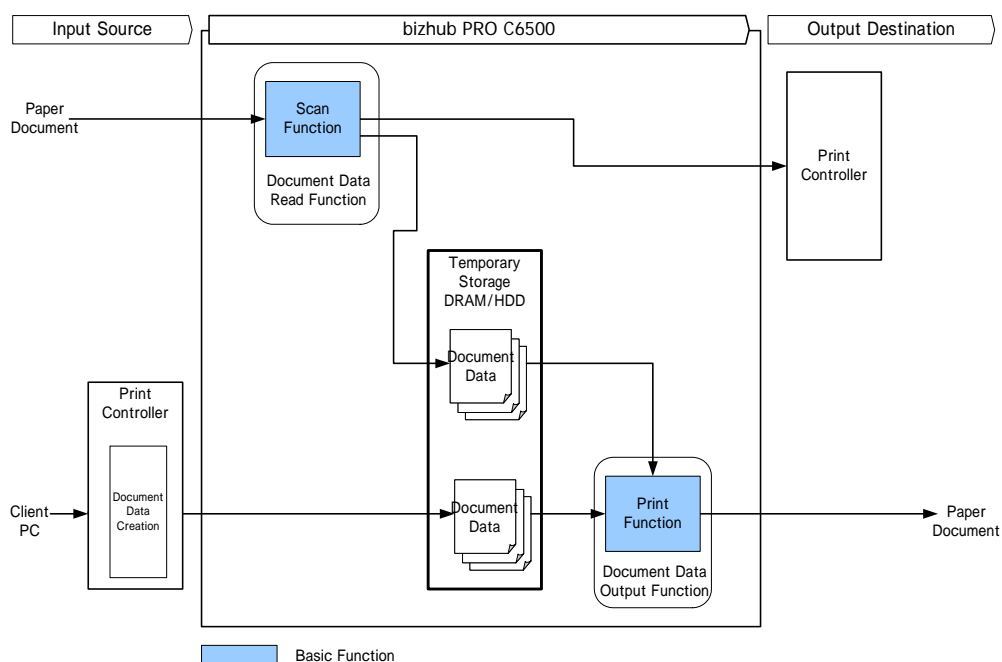 Input Source
bizhub PRO C6500
Output Destination
Paper
Document
Scan
Function
Document Data
Read Function
Print
Controller
Temporary
Storage
DRAM/HDD
Document
Data
Print
Controller
Document
Data
Creation
Client
PC
Document
Data
Print
Function
Document Data
Output Function
Paper
Document
Basic Function